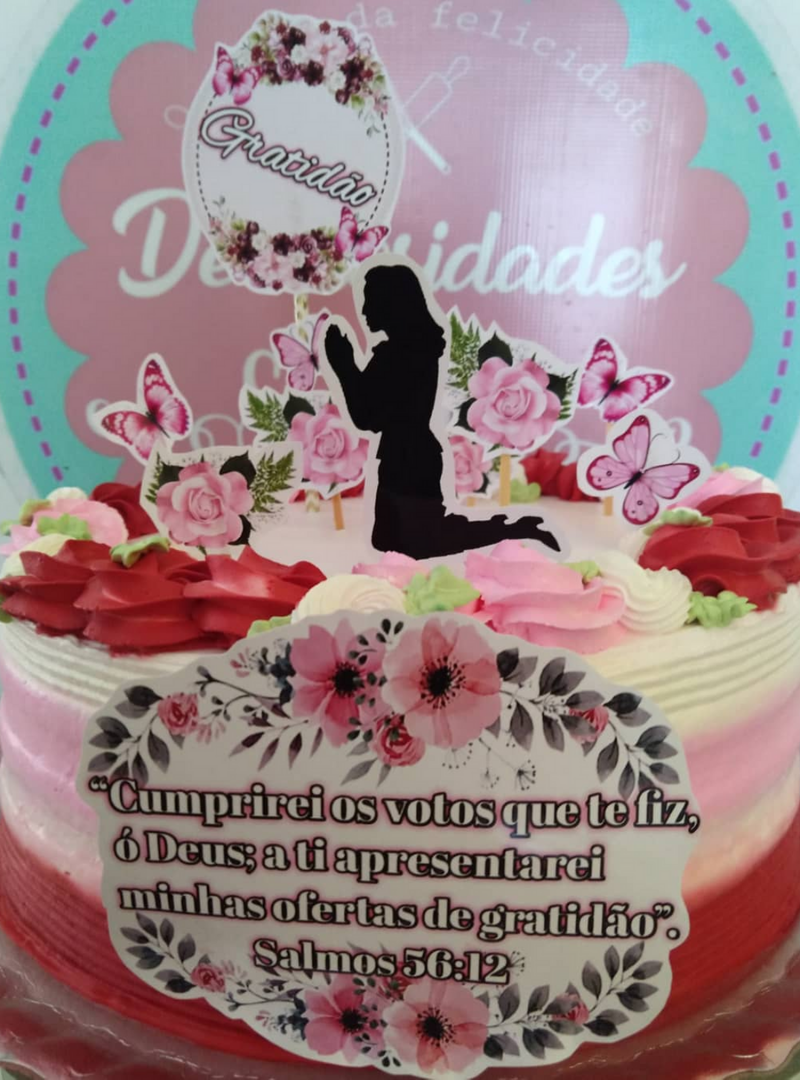 da felicidade
Gratidão
“Cumprirei os votos que te fiz,
ó Deus; a ti apresentarei
minhas ofertas de gratidão”.
Salmos 56:12